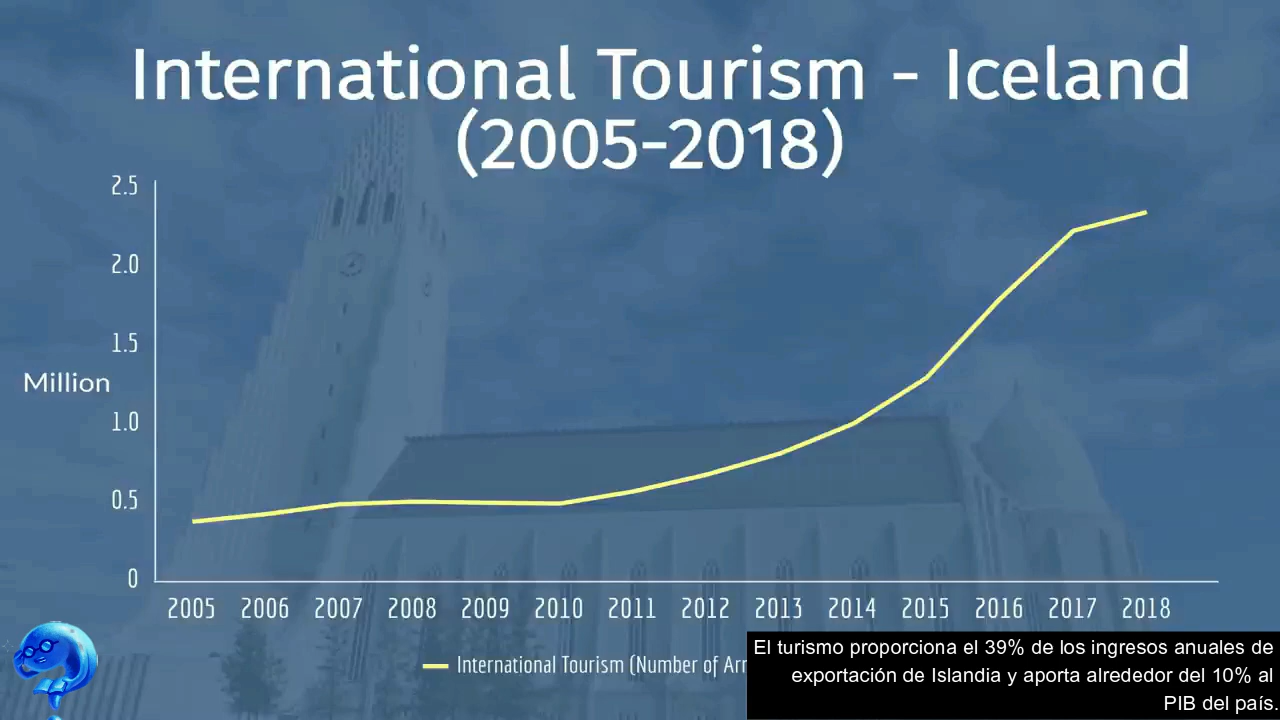 International Tourism - Iceland
(2005-2018)
2.5
2.0
1.5
Million
1.0
0.5
0
2005 2006 2007 2008 2009 2010 2011 2012 2013 2014 2015 2016 2017 2018
International Tourism (Number of
El turismo proporciona el 39% de los ingresos anuales de
exportación de Islandia y aporta alrededor del 10% al
PIB del país.